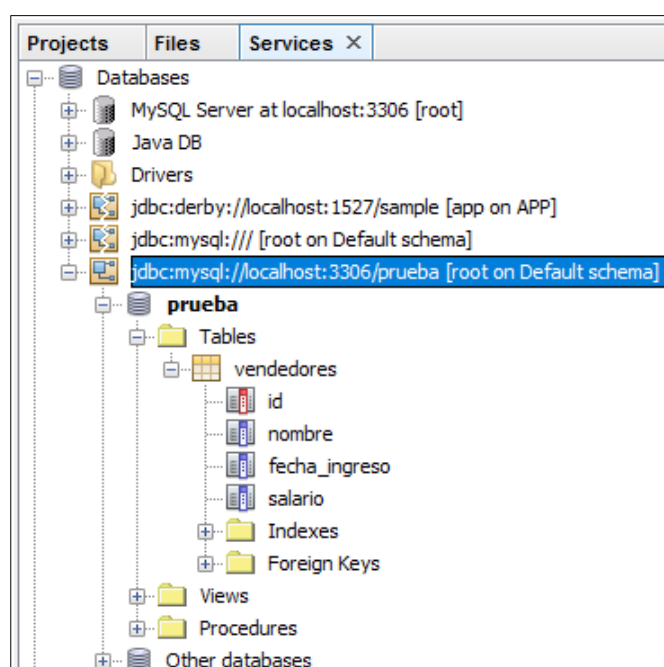 Projects Files Services ×
Databases
MySQL Server at localhost:3306 [root]
Java DB
Drivers
jdbc:derby://localhost:1527/sample [app on APP]
jdbc:mysql:/// [root on Default schema]
jdbc:mysql://localhost:3306/prueba [root on Default schema]
prueba
Tables
vendedores
id
nombre
fecha_ingreso
salario
Indexes
Foreign Keys
Views
Procedures
Other databases